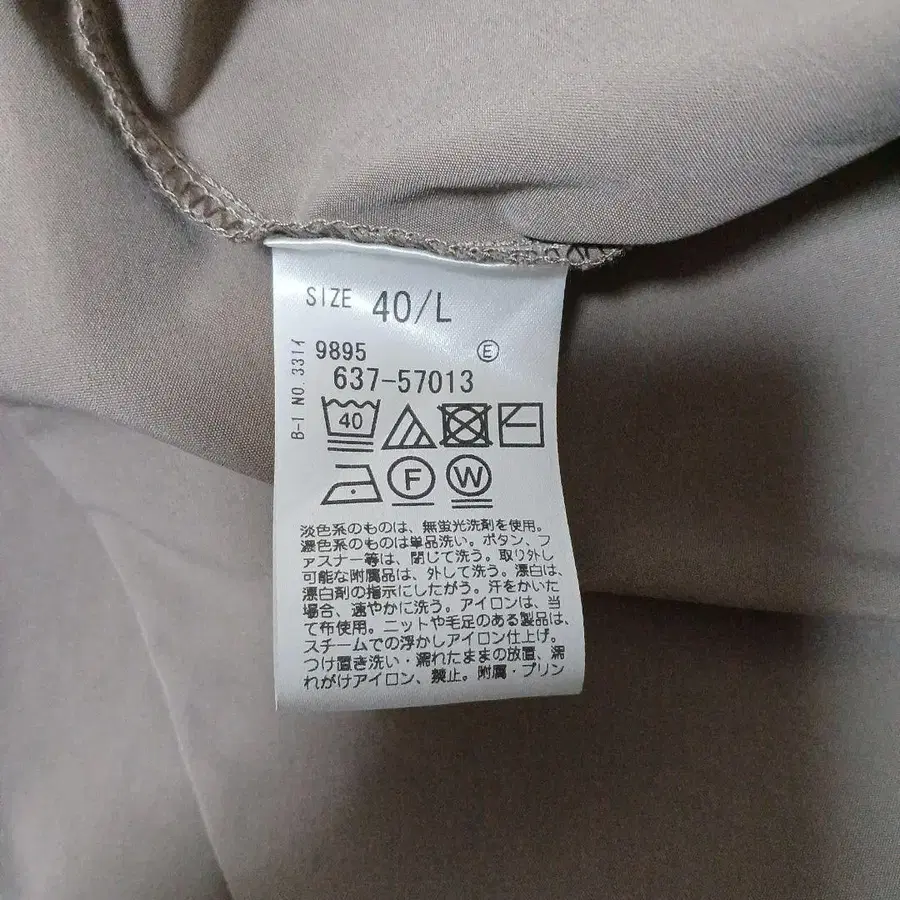 SIZE 40/L
9895 Ⓔ
637-57013
B-1 NO.3314
40
F W
淡色系のものは、無蛍光洗剤を使用。
濃色系のものは単品洗い。ボタン、フ
ァスナー等は、閉じて洗う。取り外し
可能な附属品は、外して洗う。漂白は、
漂白剤の指示にしたがう。汗をかいた
場合、速やかに洗う。アイロンは、当
て布使用。ニットや毛足のある製品は、
スチームでの浮かしアイロン仕上げ。
つけ置き洗い・濡れたままの放置、濡
れがけアイロン、禁止。附属・プリン